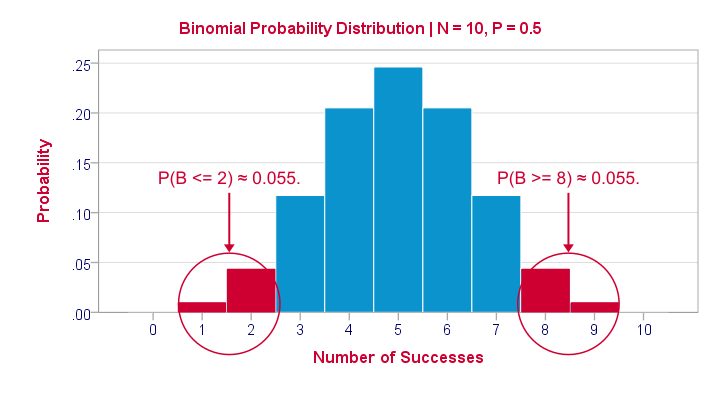 Binomial Probability Distribution | N = 10, P = 0.5
Probability
.25
.20
.15
.10
.05
.00
P(B <= 2) ≈ 0.055.
P(B >= 8) ≈ 0.055.
0 1 2 3 4 5 6 7 8 9 10
Number of Successes